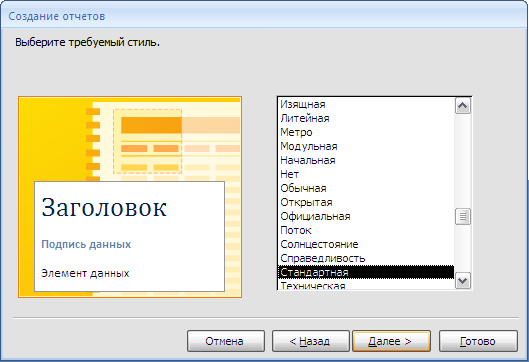 Создание отчетов
Выберите требуемый стиль.
Заголовок
Подпись данных
Элемент данных
Изящная
Литейная
Метро
Модульная
Начальная
Нет
Обычная
Открытая
Официальная
Поток
Солнцестояние
Справедливость
Стандартная
Техническая
Отмена
< Назад
Далее >
Готово